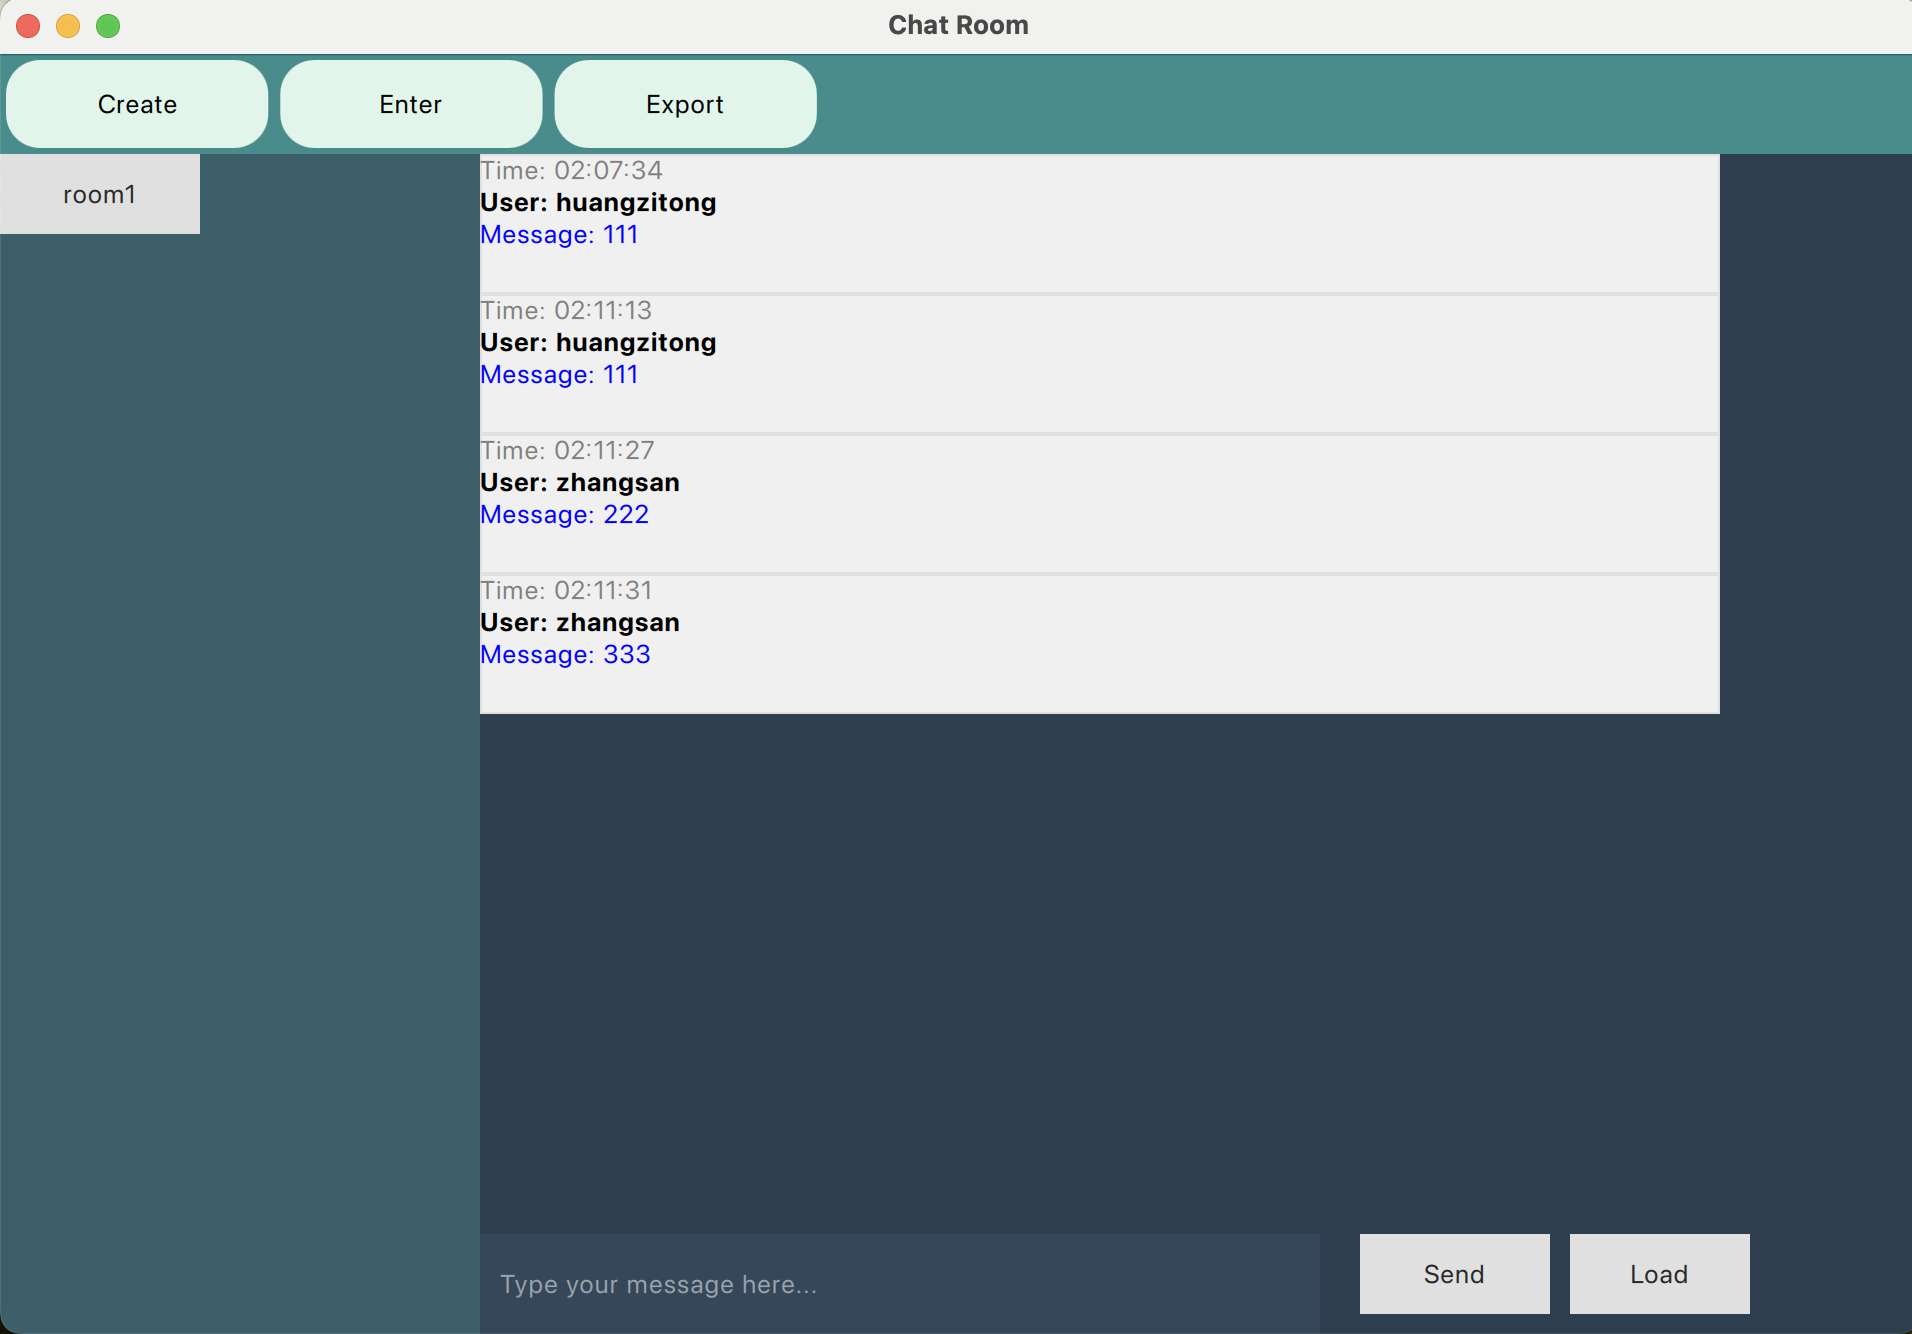 Chat Room
Create
Enter
Export
room1
Time: 02:07:34
User: huangzitong
Message: 111
Time: 02:11:13
User: huangzitong
Message: 111
Time: 02:11:27
User: zhangsan
Message: 222
Time: 02:11:31
User: zhangsan
Message: 333
Type your message here...
Send
Load